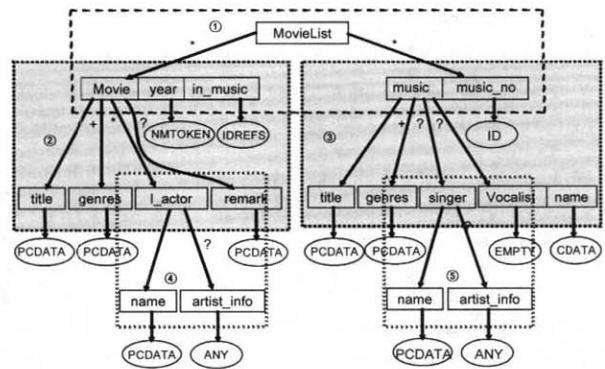 ①
MovieList
*
*
Movie year in_music
music music_no
②
+
*
?
NMTOKEN
IDREFS
③
+
?
?
ID
title genres l_actor remark
title genres singer Vocalist name
PCDATA
PCDATA
④
?
PCDATA
PCDATA
PCDATA
⑤
?
EMPTY
CDATA
name artist_info
name artist_info
PCDATA
ANY
PCDATA
ANY